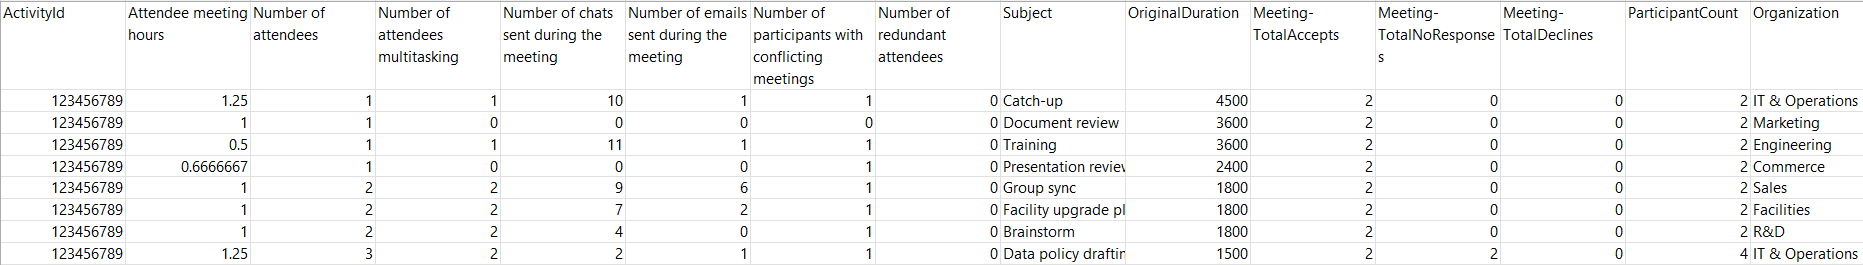 ActivityId Attendee meeting hours Number of attendees Number of attendees multitasking Number of chats sent during the meeting Number of emails sent during the meeting Number of participants with conflicting meetings Number of redundant attendees Subject OriginalDuration Meeting-TotalAccepts Meeting-TotalNoResponses Meeting-TotalDeclines ParticipantCount Organization
123456789 1.25 1 1 10 1 1 0 Catch-up 4500 2 0 0 2 IT & Operations
123456789 1 1 0 0 0 0 0 Document review 3600 2 0 0 2 Marketing
123456789 0.5 1 1 11 1 1 0 Training 3600 2 0 0 2 Engineering
123456789 0.6666667 1 0 0 0 1 0 Presentation review 2400 2 0 0 2 Commerce
123456789 1 2 2 9 6 1 0 Group sync 1800 2 0 0 2 Sales
123456789 1 2 2 7 2 1 0 Facility upgrade pl 1800 2 0 0 2 Facilities
123456789 1 2 2 4 0 1 0 Brainstorm 1800 2 0 0 2 R&D
123456789 1.25 3 2 2 1 1 0 Data policy draftin 1500 2 2 0 4 IT & Operations